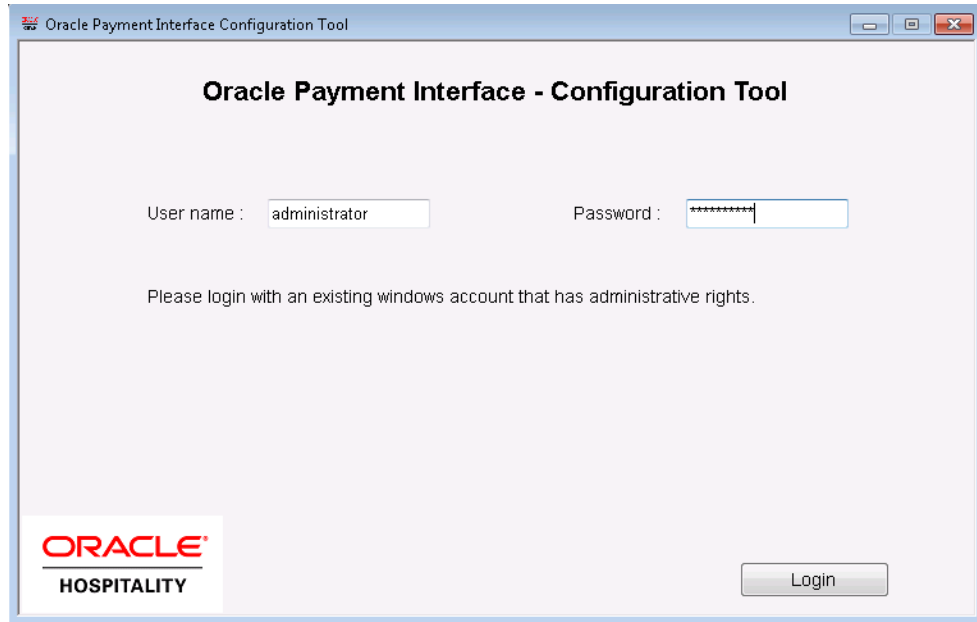 Oracle Payment Interface Configuration Tool
Oracle Payment Interface - Configuration Tool
User name : administrator Password : **********
Please login with an existing windows account that has administrative rights.
ORACLE®
HOSPITALITY
Login